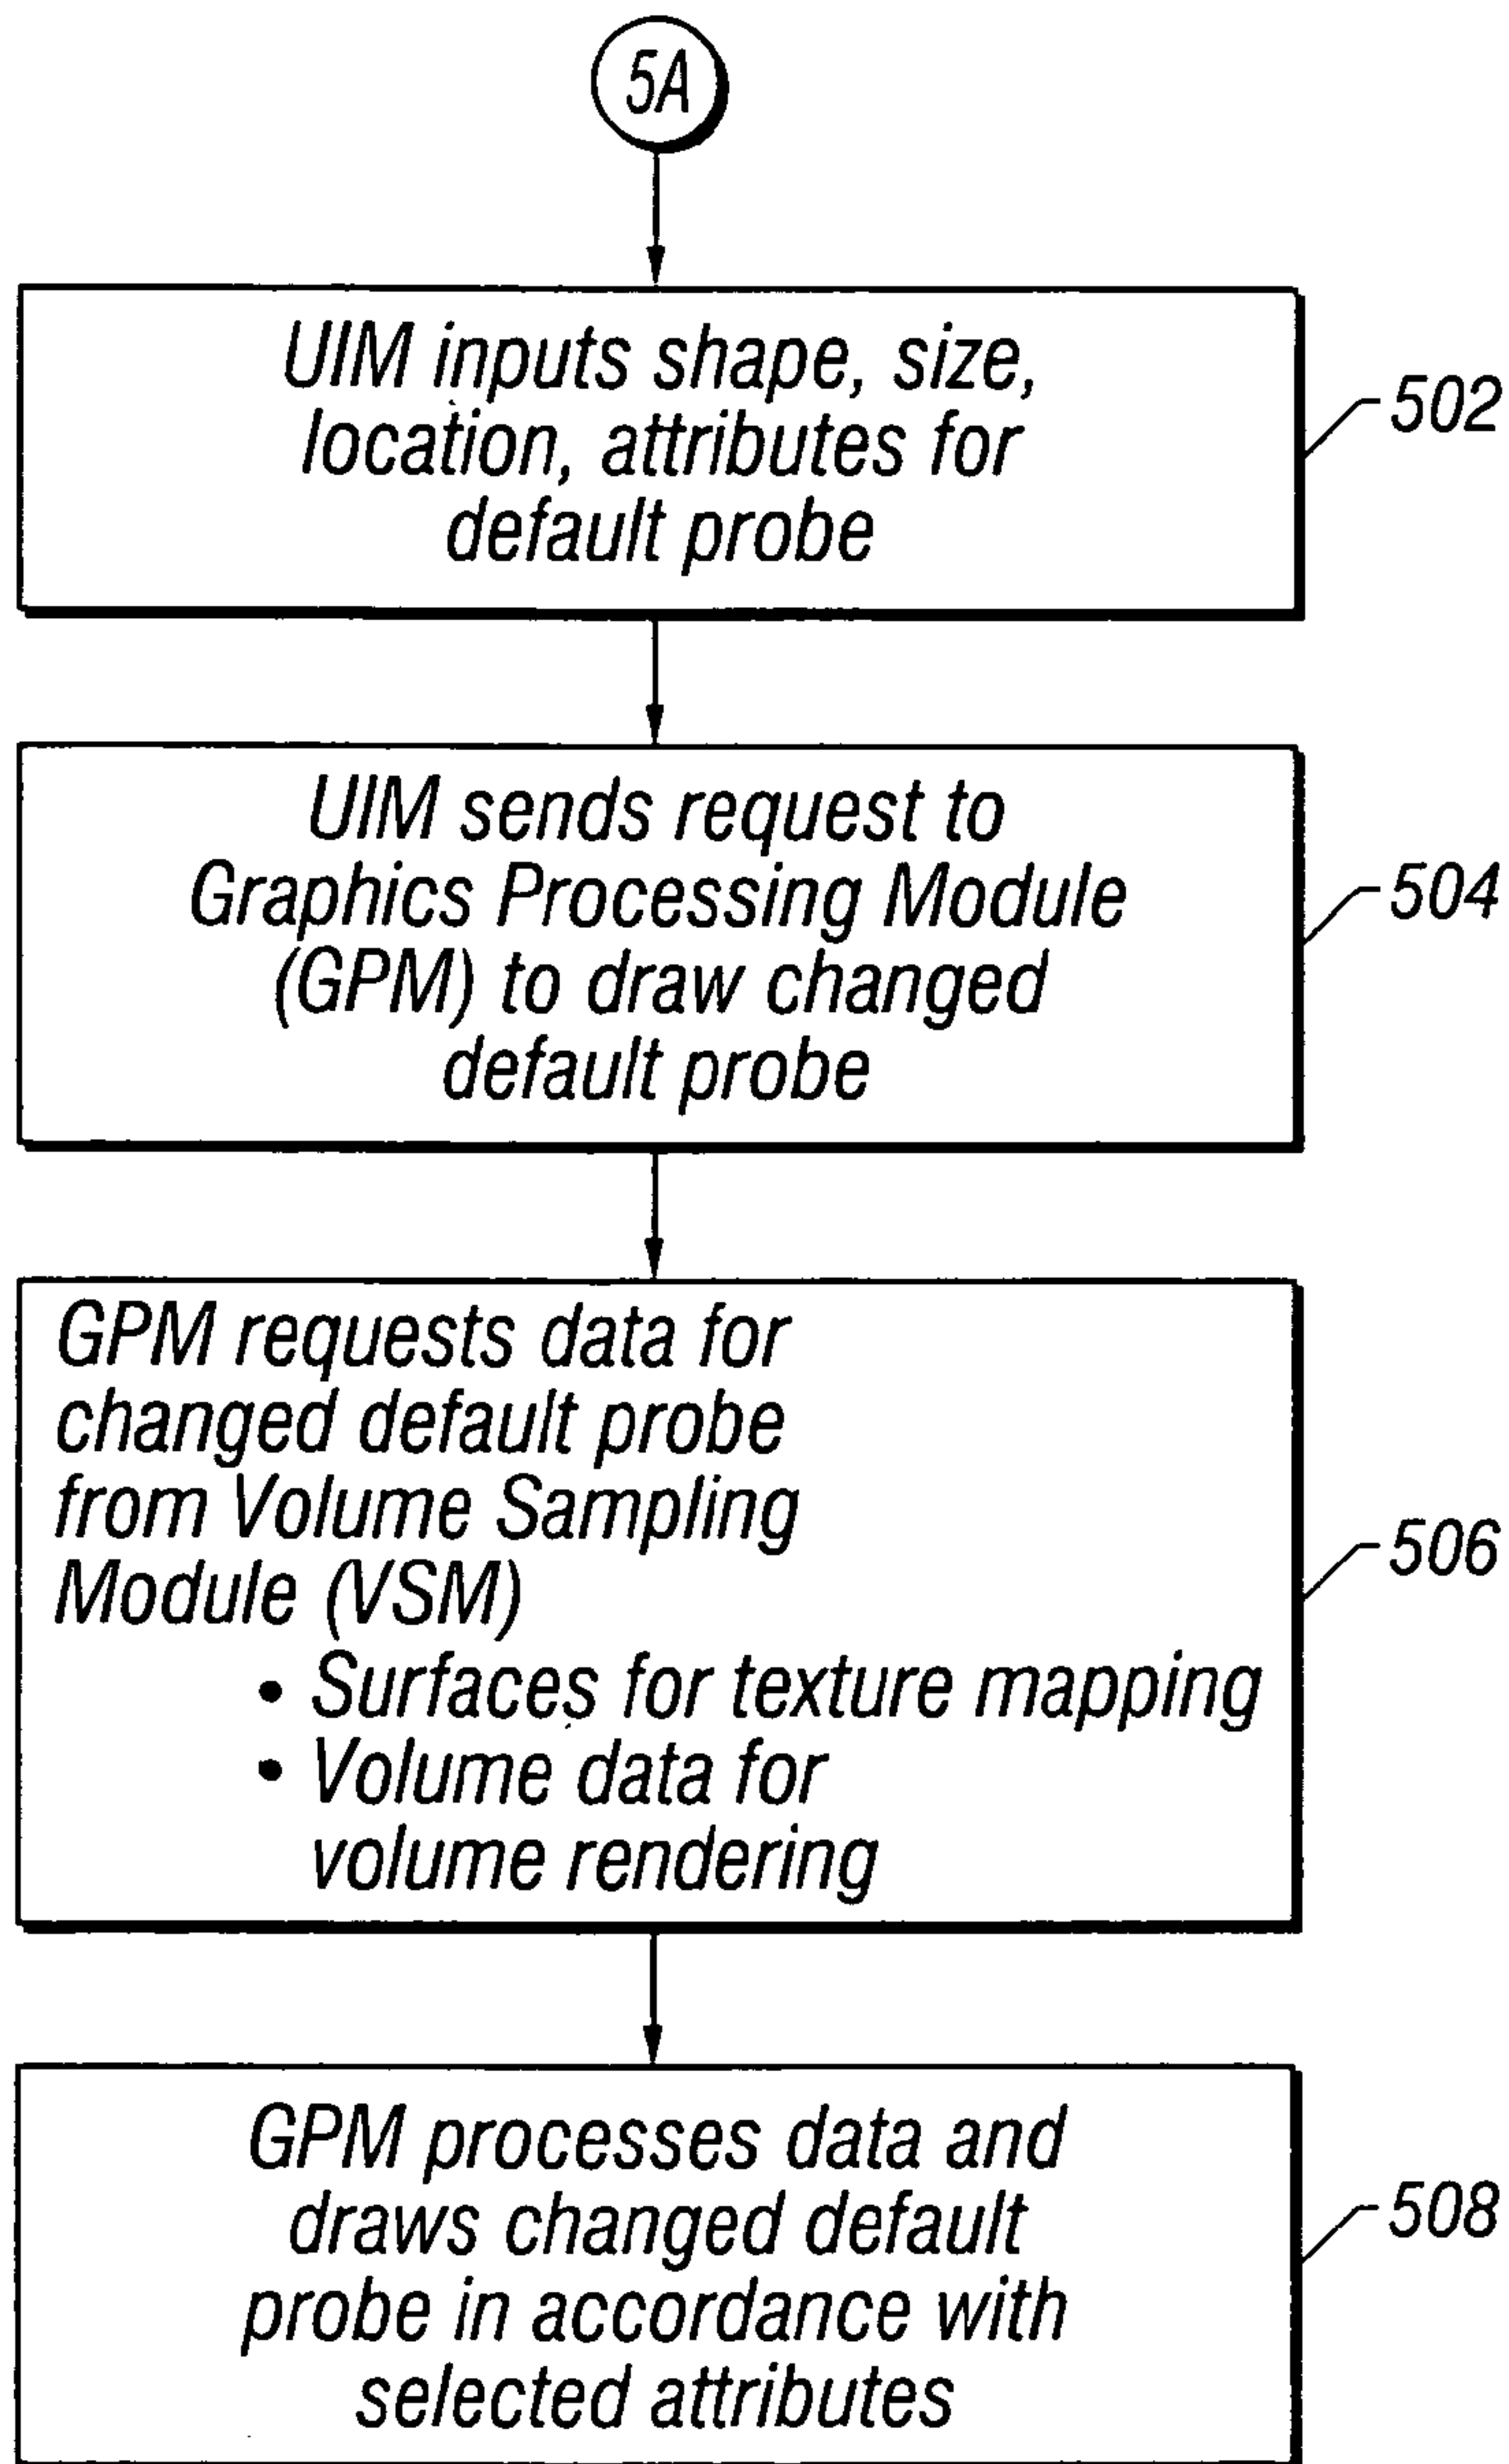 5A
UIM inputs shape, size,
location, attributes for
default probe
502
UIM sends request to
Graphics Processing Module
(GPM) to draw changed
default probe
504
GPM requests data for
changed default probe
from Volume Sampling
Module (VSM)
• Surfaces for texture mapping
• Volume data for
volume rendering
506
GPM processes data and
draws changed default
probe in accordance with
selected attributes
508